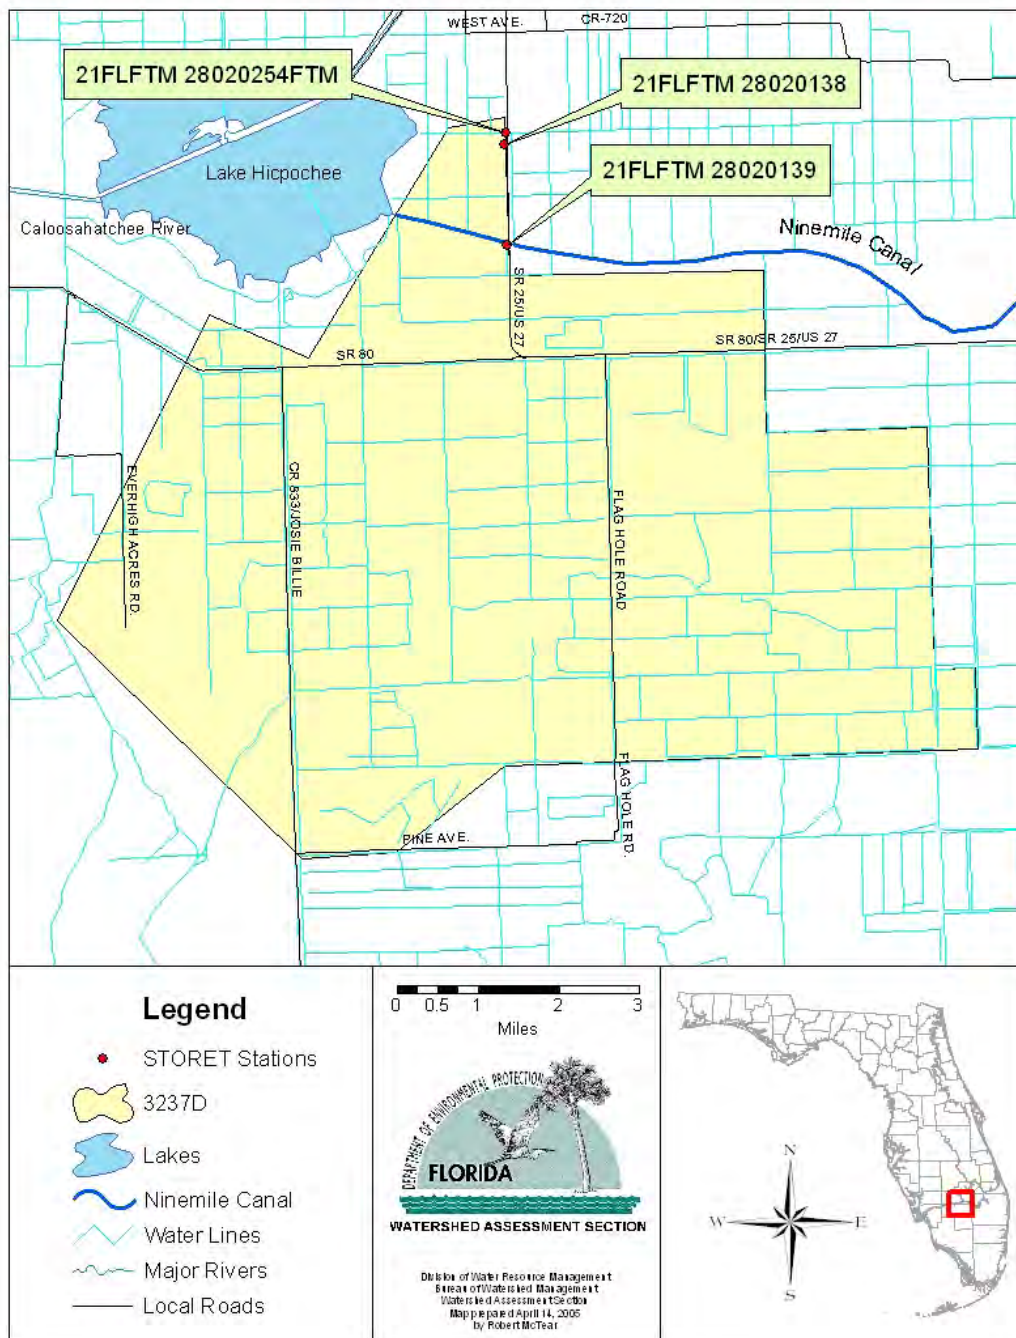 WEST AVE.
CR-720
21FLFTM 28020254FTM
21FLFTM 28020138
21FLFTM 28020139
Lake Hicpochee
Caloosahatchee River
Ninemile Canal
SR 25/US 27
SR 80
SR 80/SR 25/US 27
EVERHIGH ACRES RD.
CR 833/JOSIE BILLIE
FLAG HOLE ROAD
FLAG HOLE RD.
PINE AVE.
Legend
STORET Stations
3237D
Lakes
Ninemile Canal
Water Lines
Major Rivers
Local Roads
0 0.5 1 2 3
Miles
DEPARTMENT OF ENVIRONMENTAL PROTECTION
FLORIDA
WATERSHED ASSESSMENT SECTION
Division of Water Resource Management
Bureau of Watershed Management
Watershed Assessment Section
Map prepared April 14, 2005
by Robert McTear
N
W
E
S